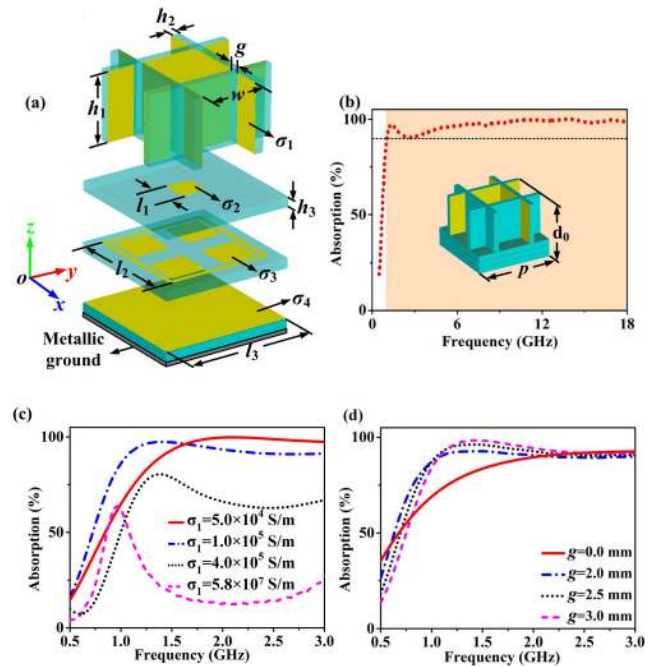 (a)
h₂
g
w
h₁
σ₁
l₁
σ₂
h₃
l₂
σ₃
z
y
o
x
σ₄
Metallic
ground
l₃
(b)
100
50
0
Absorption (%)
d₀
p
6
12
18
Frequency (GHz)
(c)
100
50
0
Absorption (%)
σ₁=5.0×10⁴ S/m
σ₁=1.0×10⁵ S/m
σ₁=4.0×10⁵ S/m
σ₁=5.8×10⁷ S/m
0.5 1.0 1.5 2.0 2.5 3.0
Frequency (GHz)
(d)
100
50
0
Absorption (%)
g=0.0 mm
g=2.0 mm
g=2.5 mm
g=3.0 mm
0.5 1.0 1.5 2.0 2.5 3.0
Frequency (GHz)